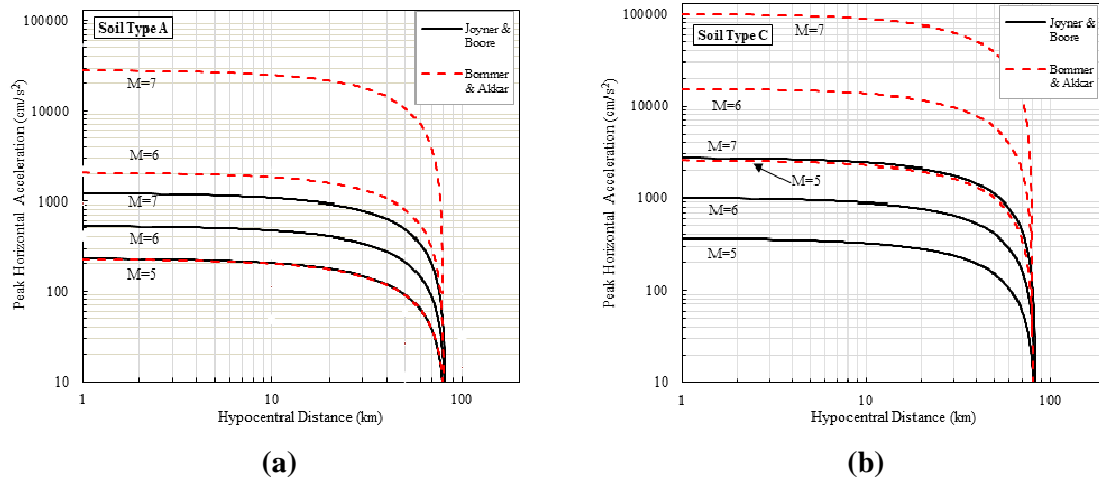 Soil Type A
Joyner &
Boore
Bommer
& Akkar
100000
10000
1000
100
10
Peak Horizontal Acceleration (cm/s²)
M=7
M=6
M=7
M=6
M=5
1
10
100
Hypocentral Distance (km)
(a)
Soil Type C
Joyner &
Boore
Bommer
& Akkar
100000
10000
1000
100
10
Peak Horizontal Acceleration (cm/s²)
M=7
M=6
M=7
M=5
M=6
M=5
1
10
100
Hypocentral Distance (km)
(b)